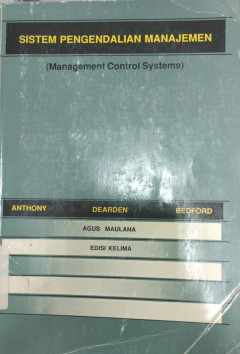 SISTEM PENGENDALIAN MANAJEMEN
(Management Control Systems)
ANTHONY DEARDEN BEDFORD
AGUS MAULANA
EDISI KELIMA